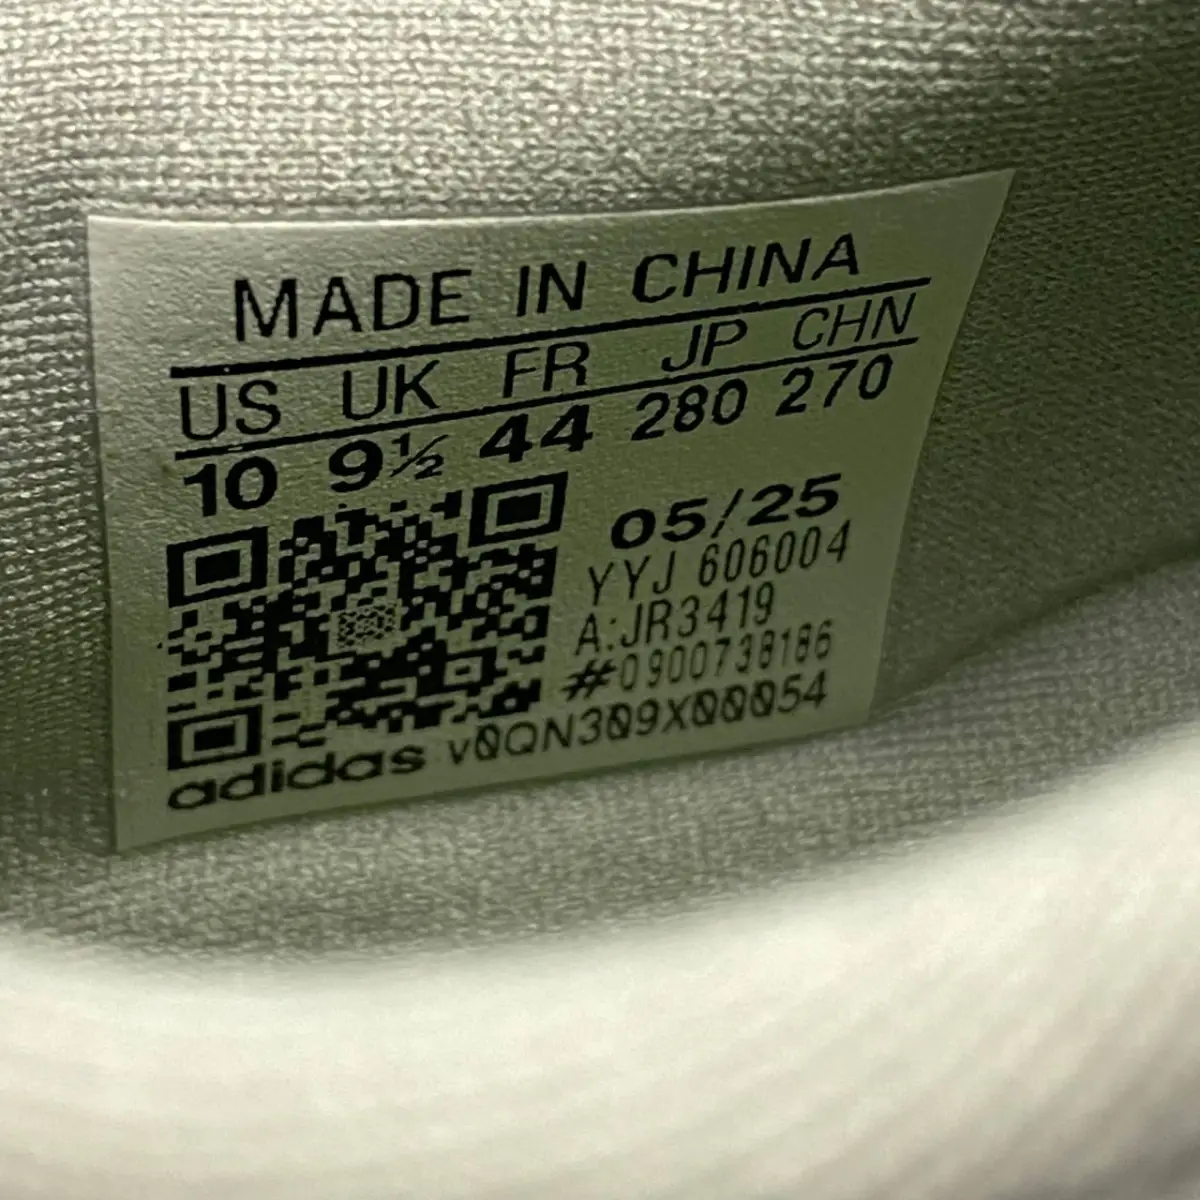 MADE IN CHINA
US UK FR JP CHN
10 9½ 44 280 270
05/25
YYJ 606004
A:JR3419
#0900738186
adidas v0QN309X00054